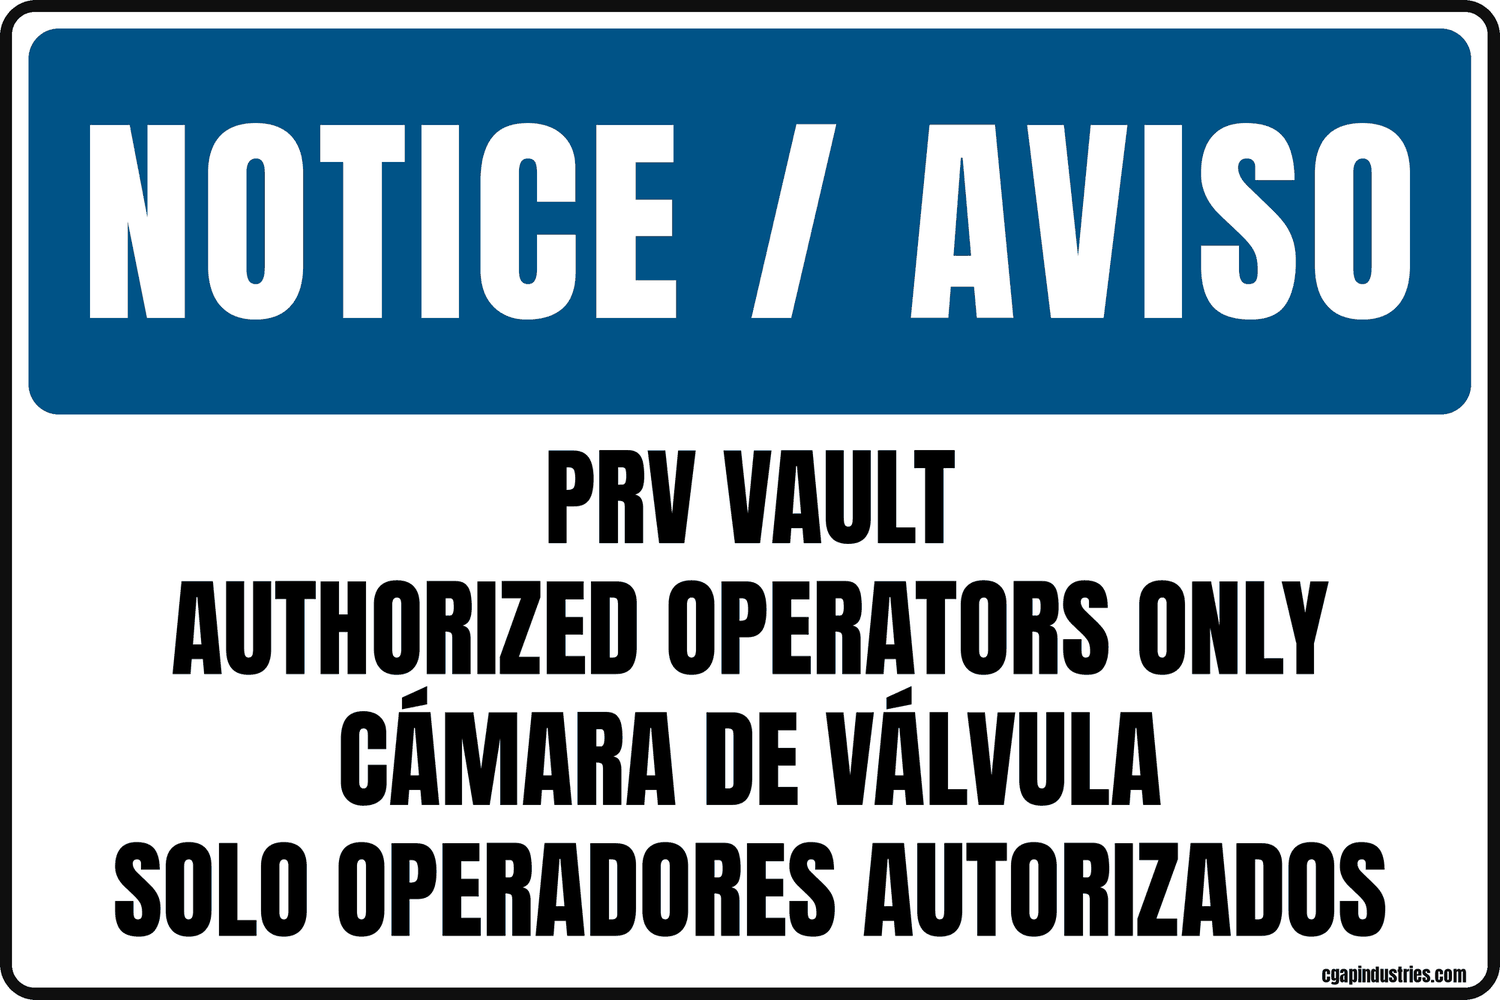 NOTICE / AVISO
PRV VAULT
AUTHORIZED OPERATORS ONLY
CÁMARA DE VÁLVULA
SOLO OPERADORES AUTORIZADOS
cgapindustries.com